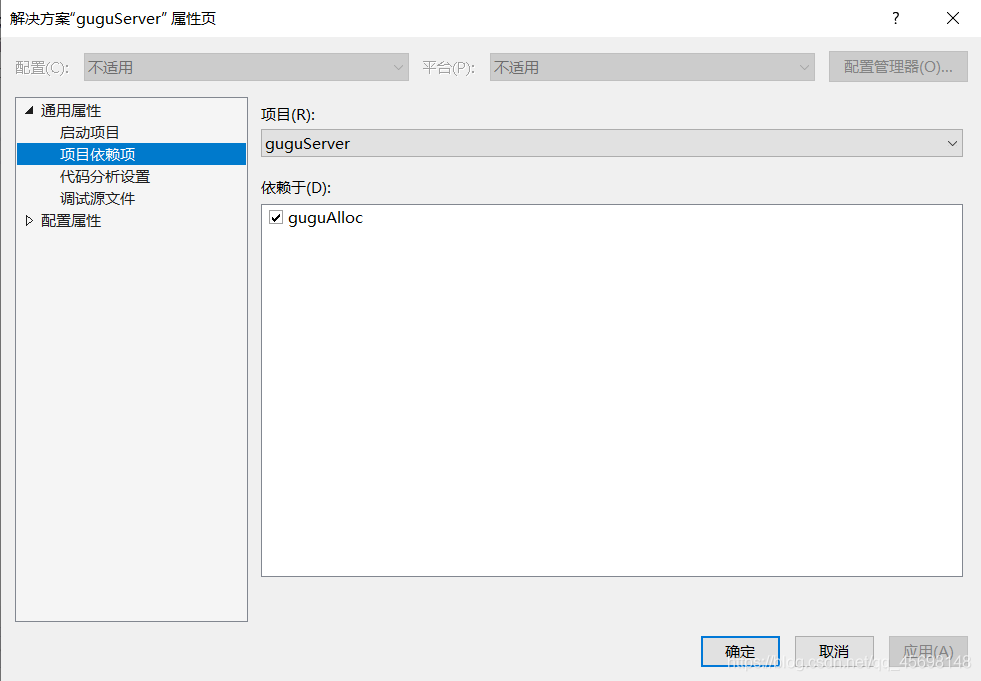 解决方案“guguServer” 属性页
?
配置(C): 不适用 平台(P): 不适用 配置管理器(O)...
通用属性
启动项目
项目依赖项
代码分析设置
调试源文件
配置属性
项目(R):
guguServer
依赖于(D):
guguAlloc
确定 取消 应用(A)
https://blog.csdn.net/qq_45698148